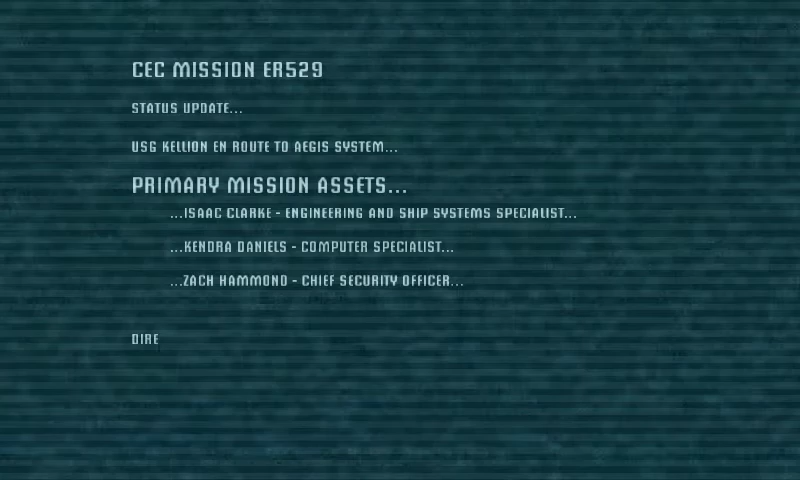 CEC MISSION ER529
STATUS UPDATE...
USG KELLION EN ROUTE TO AEGIS SYSTEM...
PRIMARY MISSION ASSETS...
...ISAAC CLARKE - ENGINEERING AND SHIP SYSTEMS SPECIALIST...
...KENDRA DANIELS - COMPUTER SPECIALIST...
...ZACH HAMMOND - CHIEF SECURITY OFFICER...
DIRE